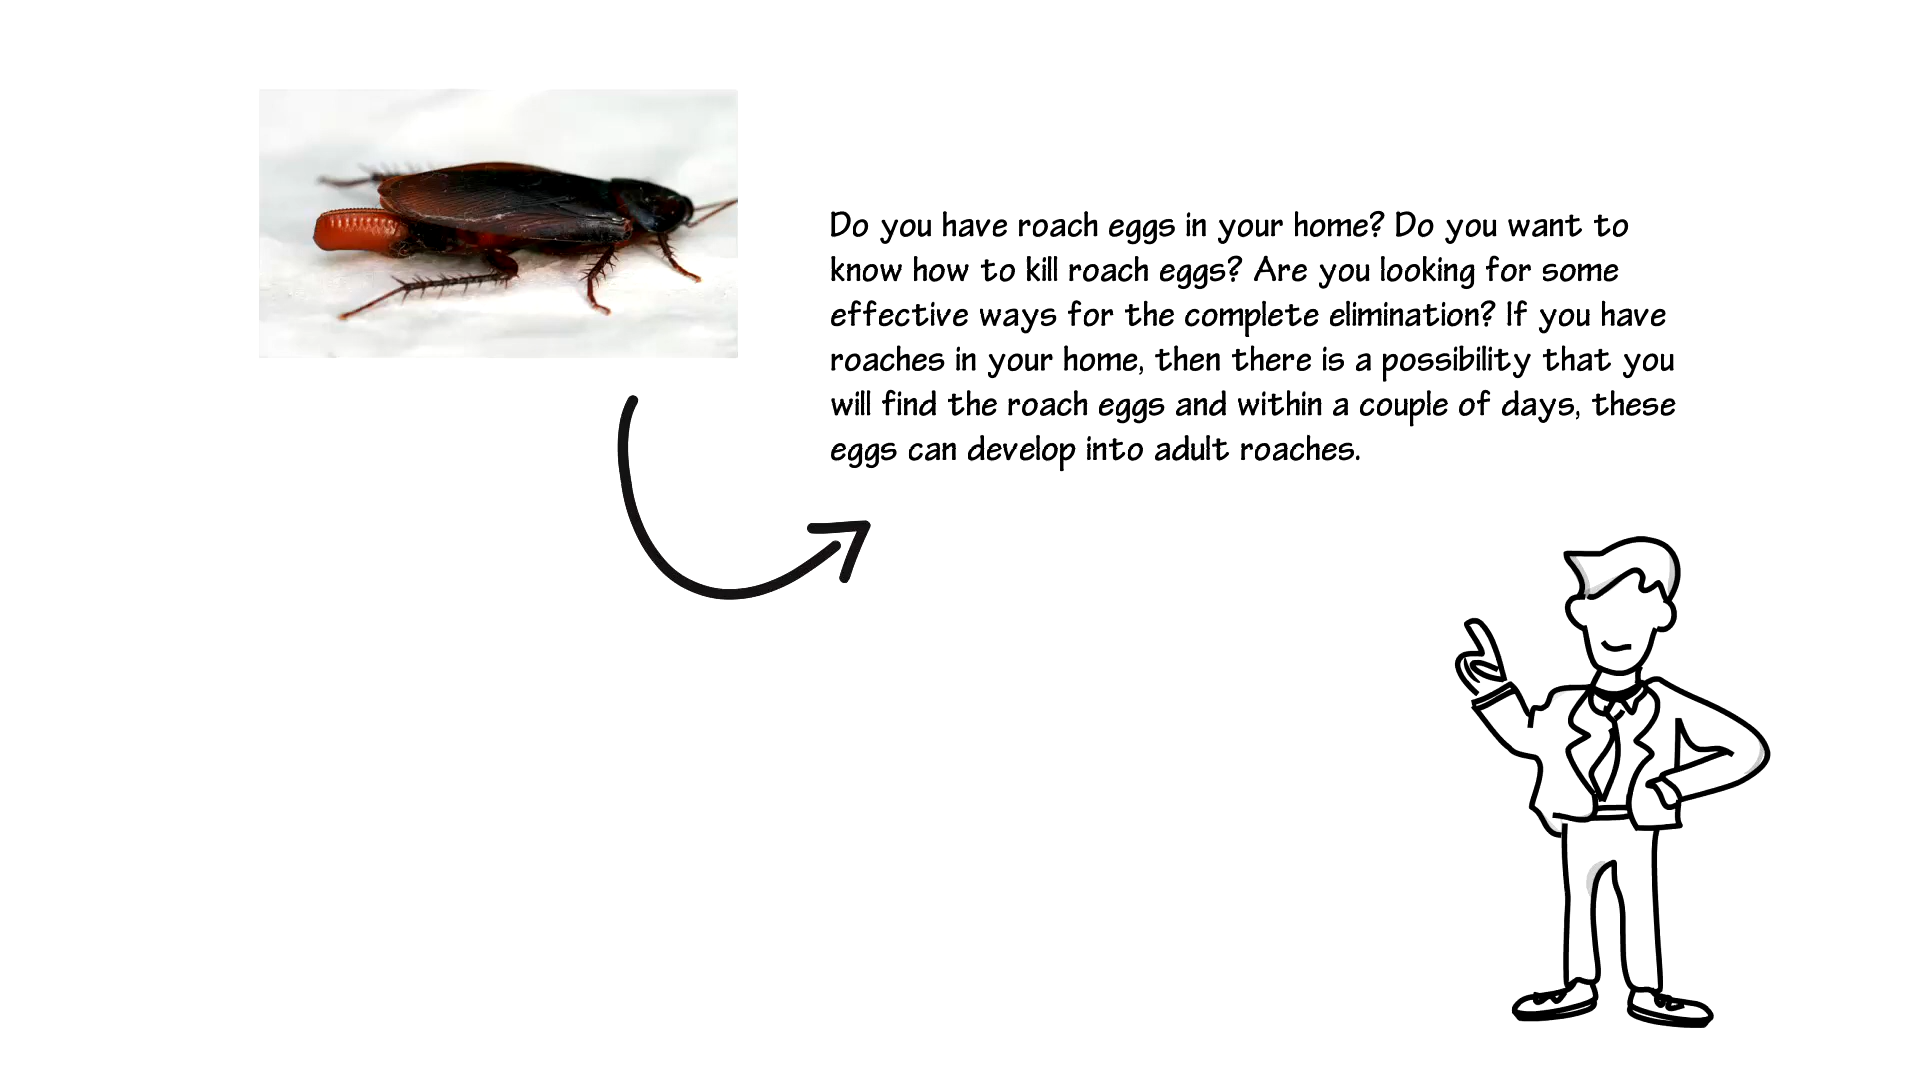 Do you have roach eggs in your home? Do you want to
know how to kill roach eggs? Are you looking for some
effective ways for the complete elimination? If you have
roaches in your home, then there is a possibility that you
will find the roach eggs and within a couple of days, these
eggs can develop into adult roaches.